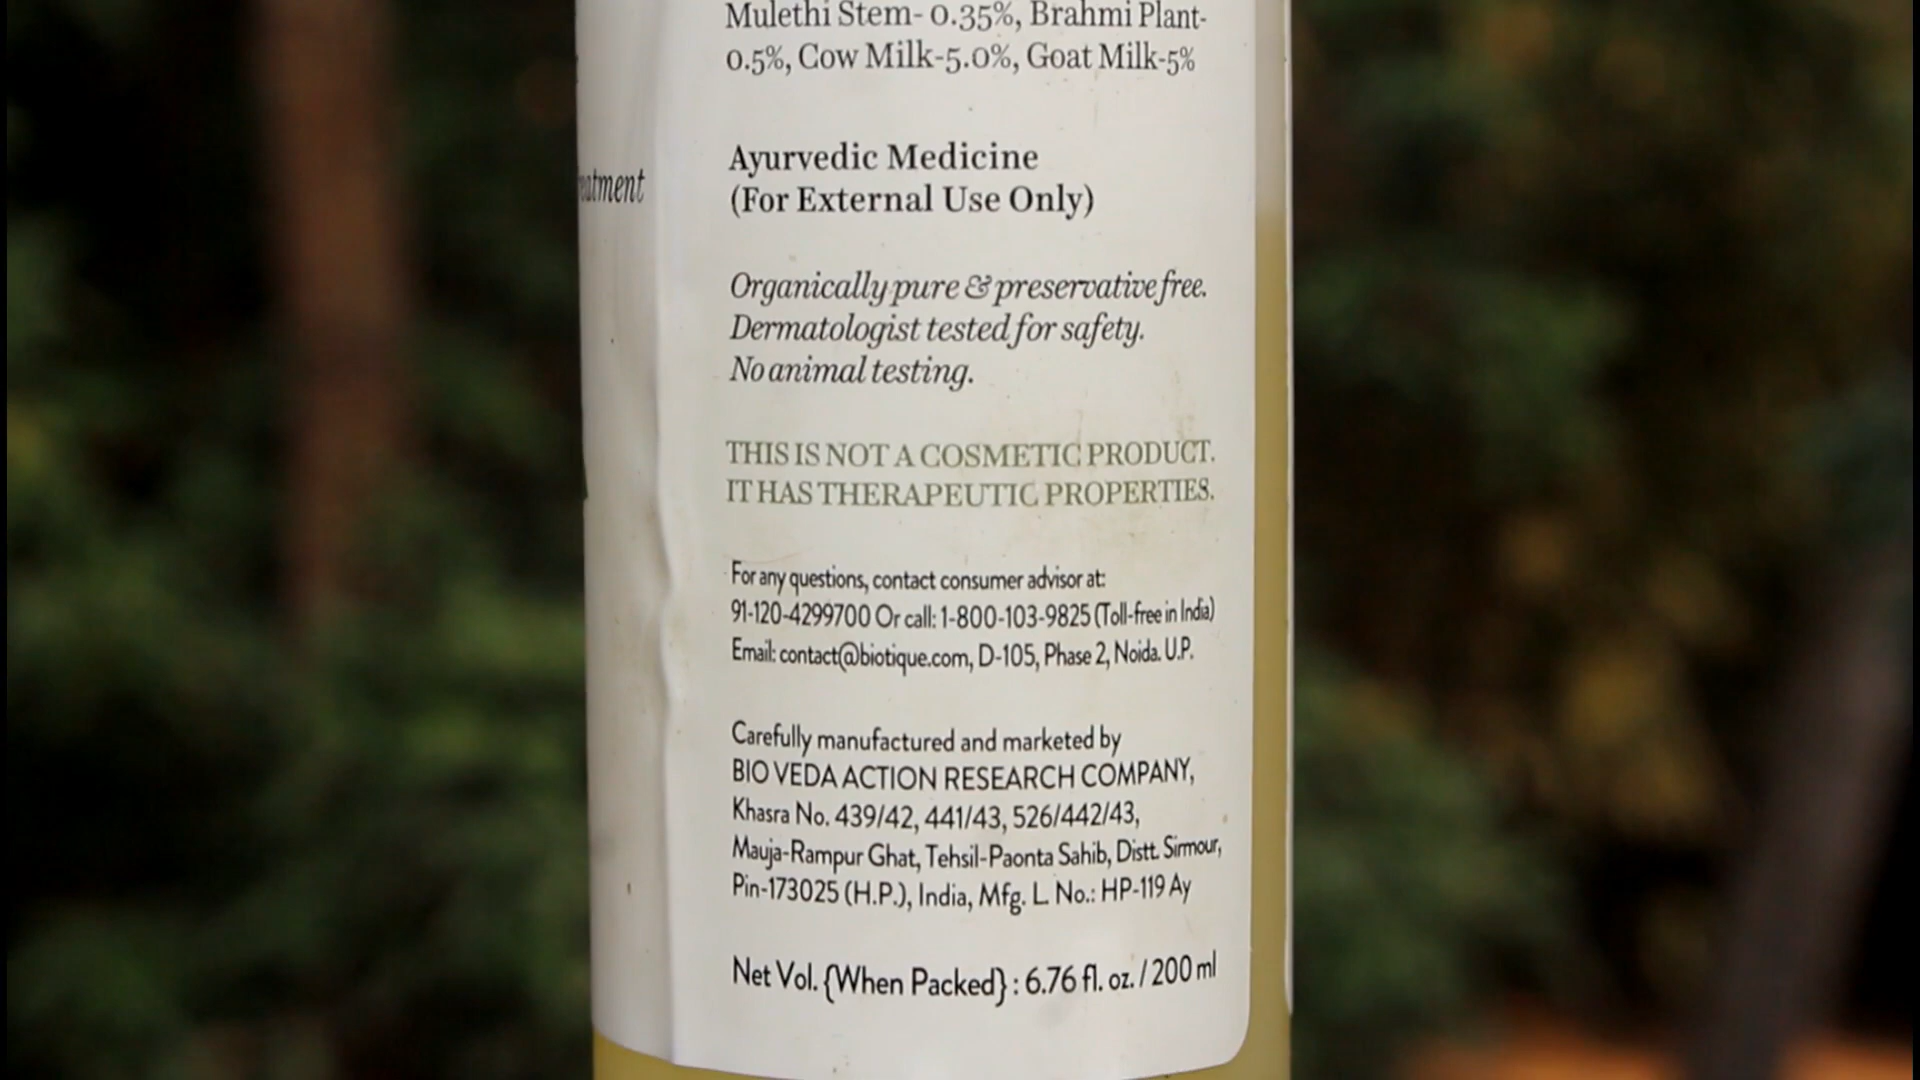 Mulethi Stem- 0.35%, Brahmi Plant-
0.5%, Cow Milk-5.0%, Goat Milk-5%
Ayurvedic Medicine
(For External Use Only)
Organically pure & preservative free.
Dermatologist tested for safety.
No animal testing.
THIS IS NOT A COSMETIC PRODUCT.
IT HAS THERAPEUTIC PROPERTIES.
For any questions, contact consumer advisor at:
91-120-4299700 Or call: 1-800-103-9825 (Toll-free in India)
Email: contact@biotique.com, D-105, Phase 2, Noida. U.P.
Carefully manufactured and marketed by
BIO VEDA ACTION RESEARCH COMPANY,
Khasra No. 439/42, 441/43, 526/442/43,
Mauja-Rampur Ghat, Tehsil-Paonta Sahib, Distt. Sirmour,
Pin-173025 (H.P.), India, Mfg. L. No.: HP-119 Ay
Net Vol. {When Packed} : 6.76 fl. oz. / 200 ml